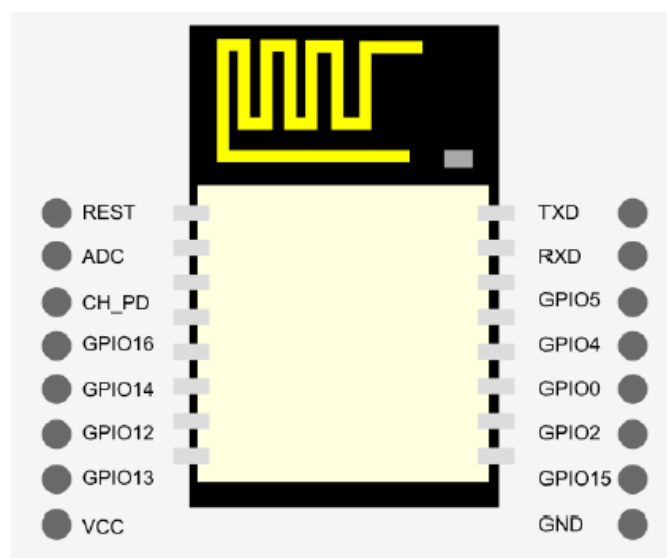 REST
ADC
CH_PD
GPIO16
GPIO14
GPIO12
GPIO13
VCC
TXD
RXD
GPIO5
GPIO4
GPIO0
GPIO2
GPIO15
GND